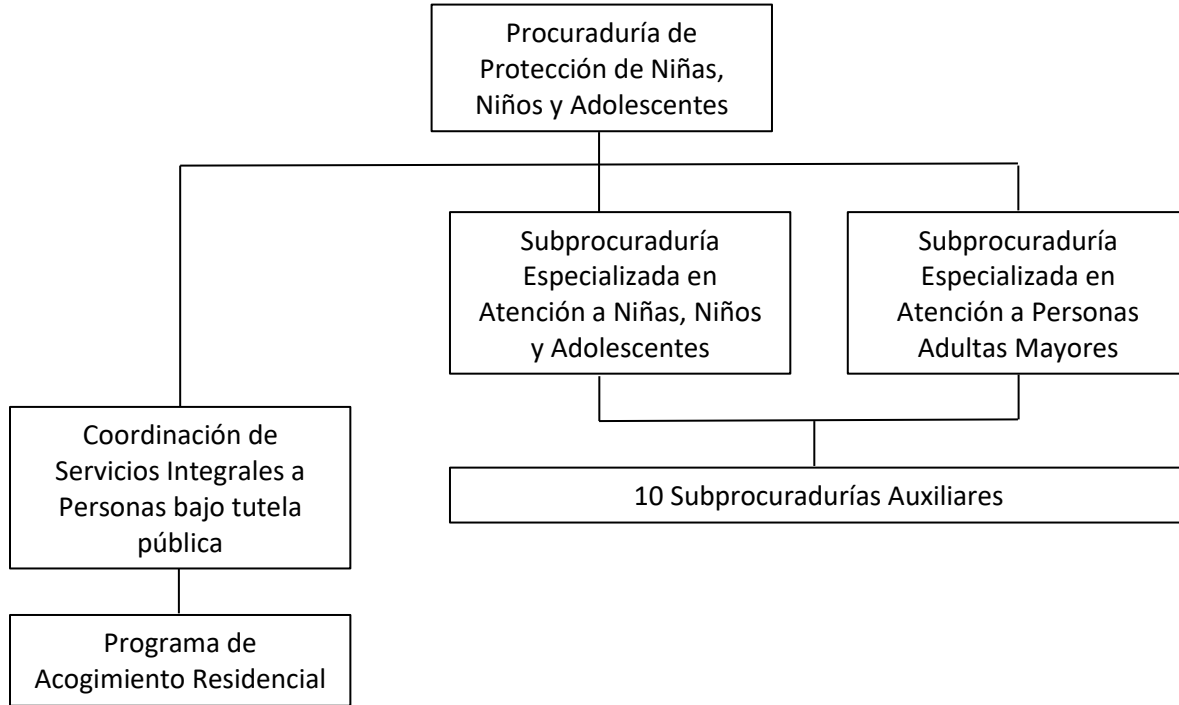 Procuraduría de
Protección de Niñas,
Niños y Adolescentes
Subprocuraduría
Especializada en
Atención a Niñas, Niños
y Adolescentes
Subprocuraduría
Especializada en
Atención a Personas
Adultas Mayores
Coordinación de
Servicios Integrales a
Personas bajo tutela
pública
10 Subprocuradurías Auxiliares
Programa de
Acogimiento Residencial